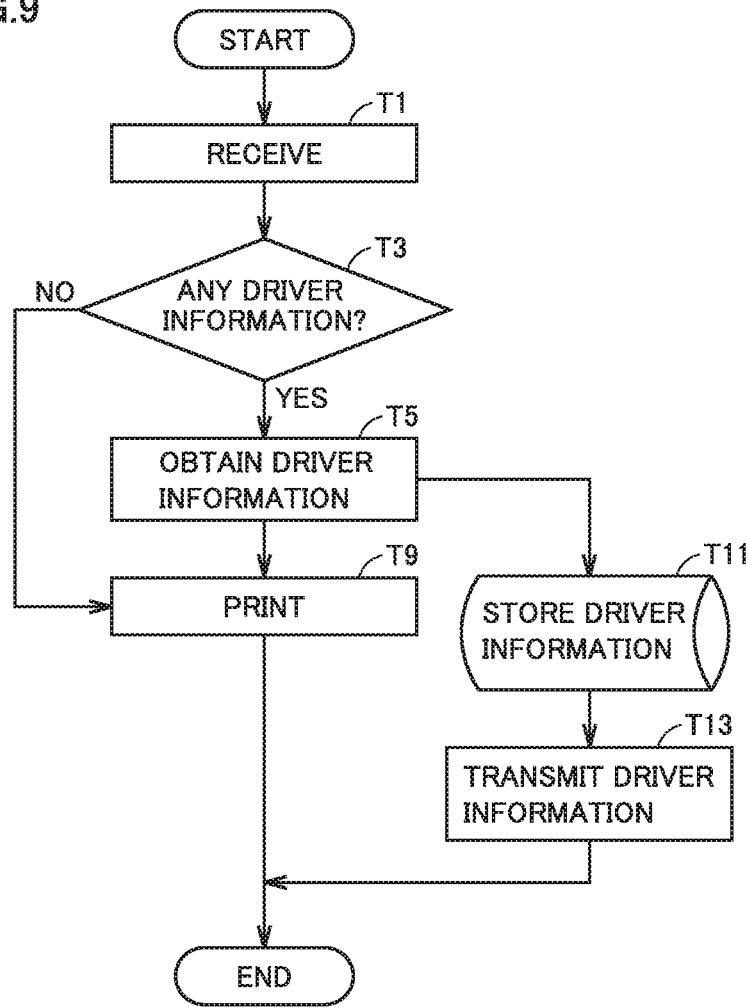 G.9
START
T1
RECEIVE
T3
NO
ANY DRIVER
INFORMATION?
YES
T5
OBTAIN DRIVER
INFORMATION
T9
PRINT
T11
STORE DRIVER
INFORMATION
T13
TRANSMIT DRIVER
INFORMATION
END